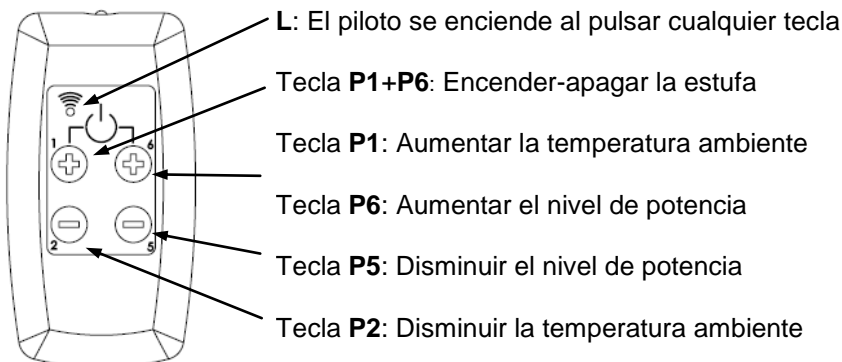 L: El piloto se enciende al pulsar cualquier tecla
Tecla P1+P6: Encender-apagar la estufa
1
6
Tecla P1: Aumentar la temperatura ambiente
Tecla P6: Aumentar el nivel de potencia
2
5
Tecla P5: Disminuir el nivel de potencia
Tecla P2: Disminuir la temperatura ambiente